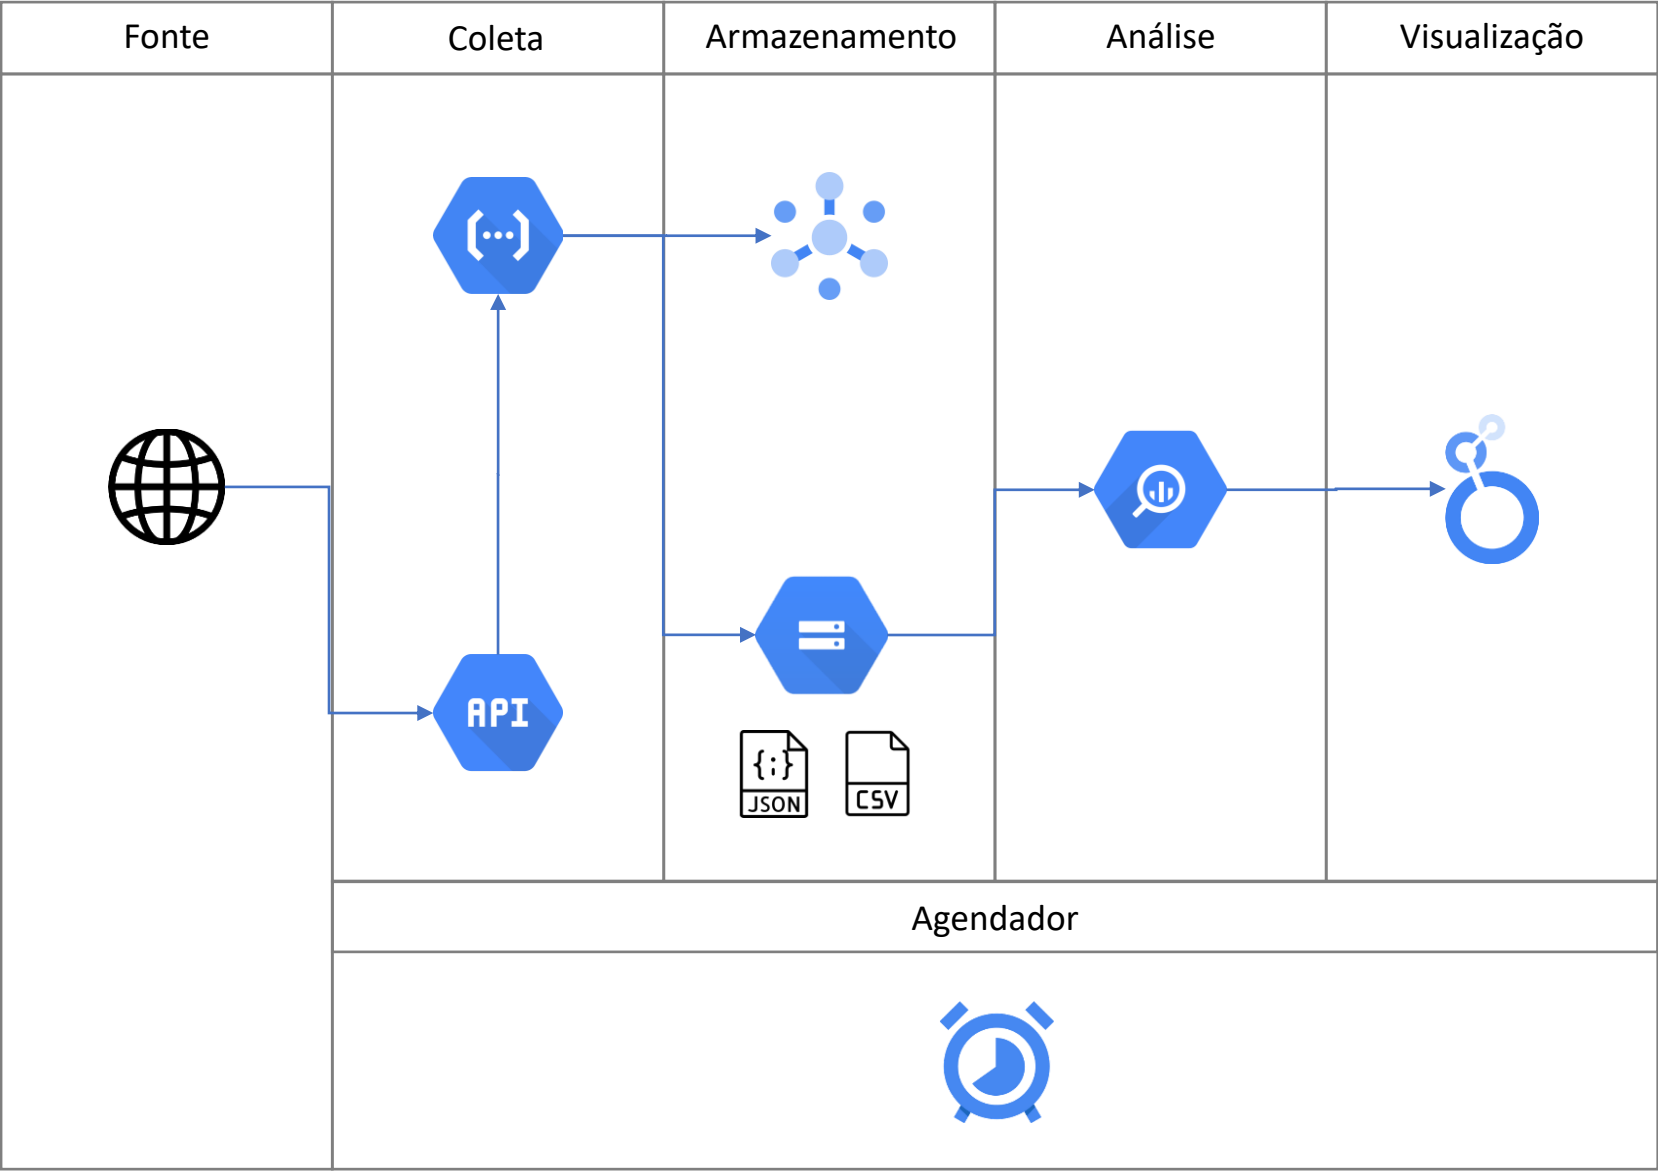 Fonte
Coleta
Armazenamento
Análise
Visualização
API
{;}
JSON
CSV
Agendador